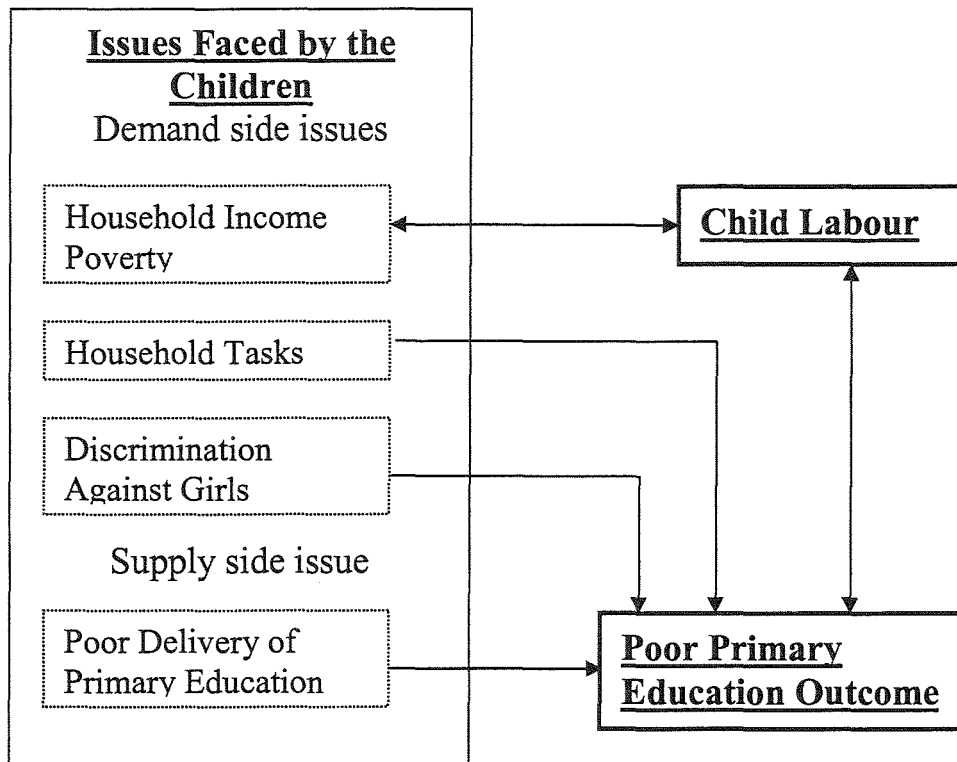 Issues Faced by the
Children
Demand side issues
Household Income
Poverty
Child Labour
Household Tasks
Discrimination
Against Girls
Supply side issue
Poor Delivery of
Primary Education
Poor Primary
Education Outcome